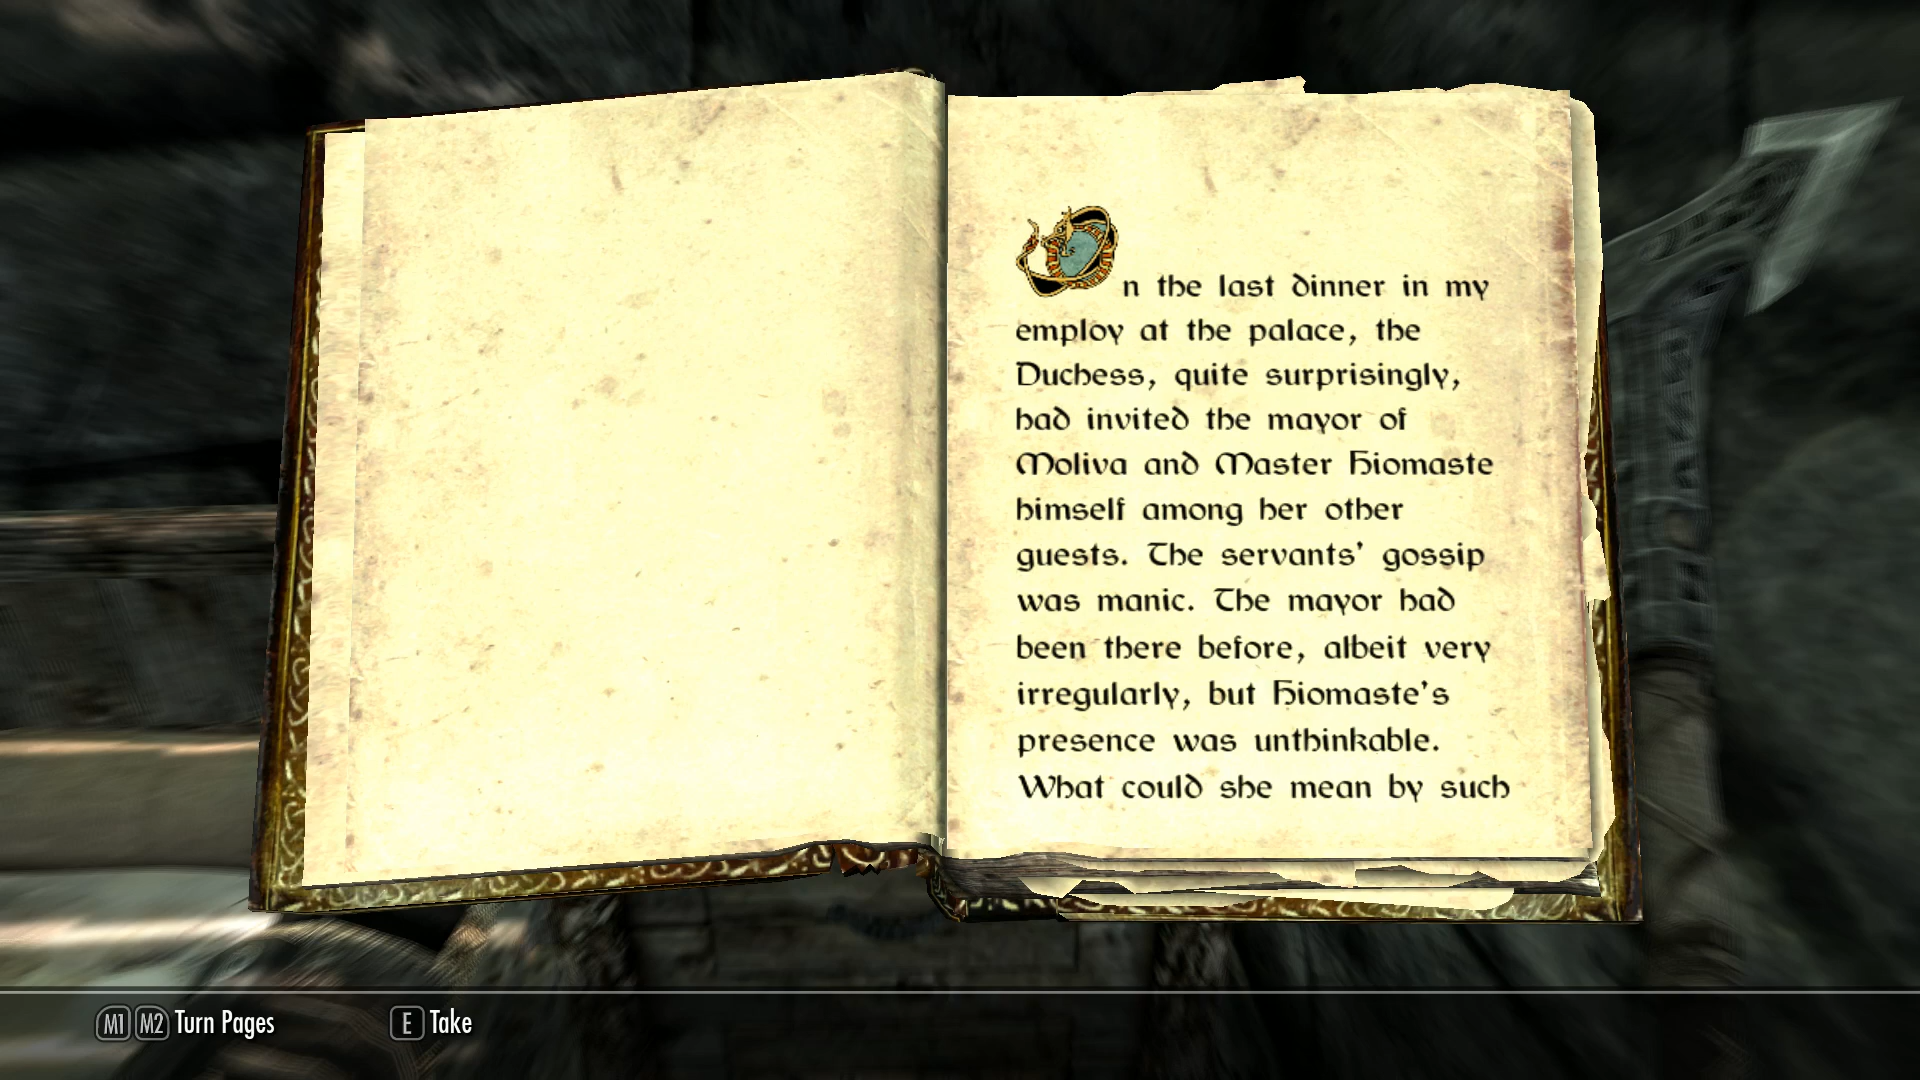 On the last dinner in my
employ at the palace, the
Duchess, quite surprisingly,
had invited the mayor of
Moliva and Master Hiomaste
himself among her other
guests. The servants' gossip
was manic. The mayor had
been there before, albeit very
irregularly, but Hiomaste's
presence was unthinkable.
What could she mean by such
M1 M2 Turn Pages
E Take